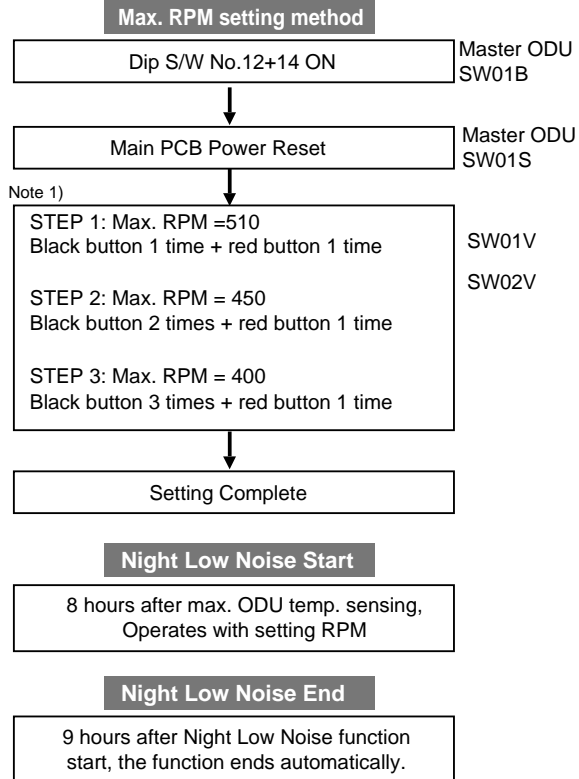 Max. RPM setting method
Dip S/W No.12+14 ON
Master ODU
SW01B
Main PCB Power Reset
Master ODU
SW01S
Note 1)
STEP 1: Max. RPM =510
Black button 1 time + red button 1 time
SW01V
SW02V
STEP 2: Max. RPM = 450
Black button 2 times + red button 1 time
STEP 3: Max. RPM = 400
Black button 3 times + red button 1 time
Setting Complete
Night Low Noise Start
8 hours after max. ODU temp. sensing,
Operates with setting RPM
Night Low Noise End
9 hours after Night Low Noise function
start, the function ends automatically.